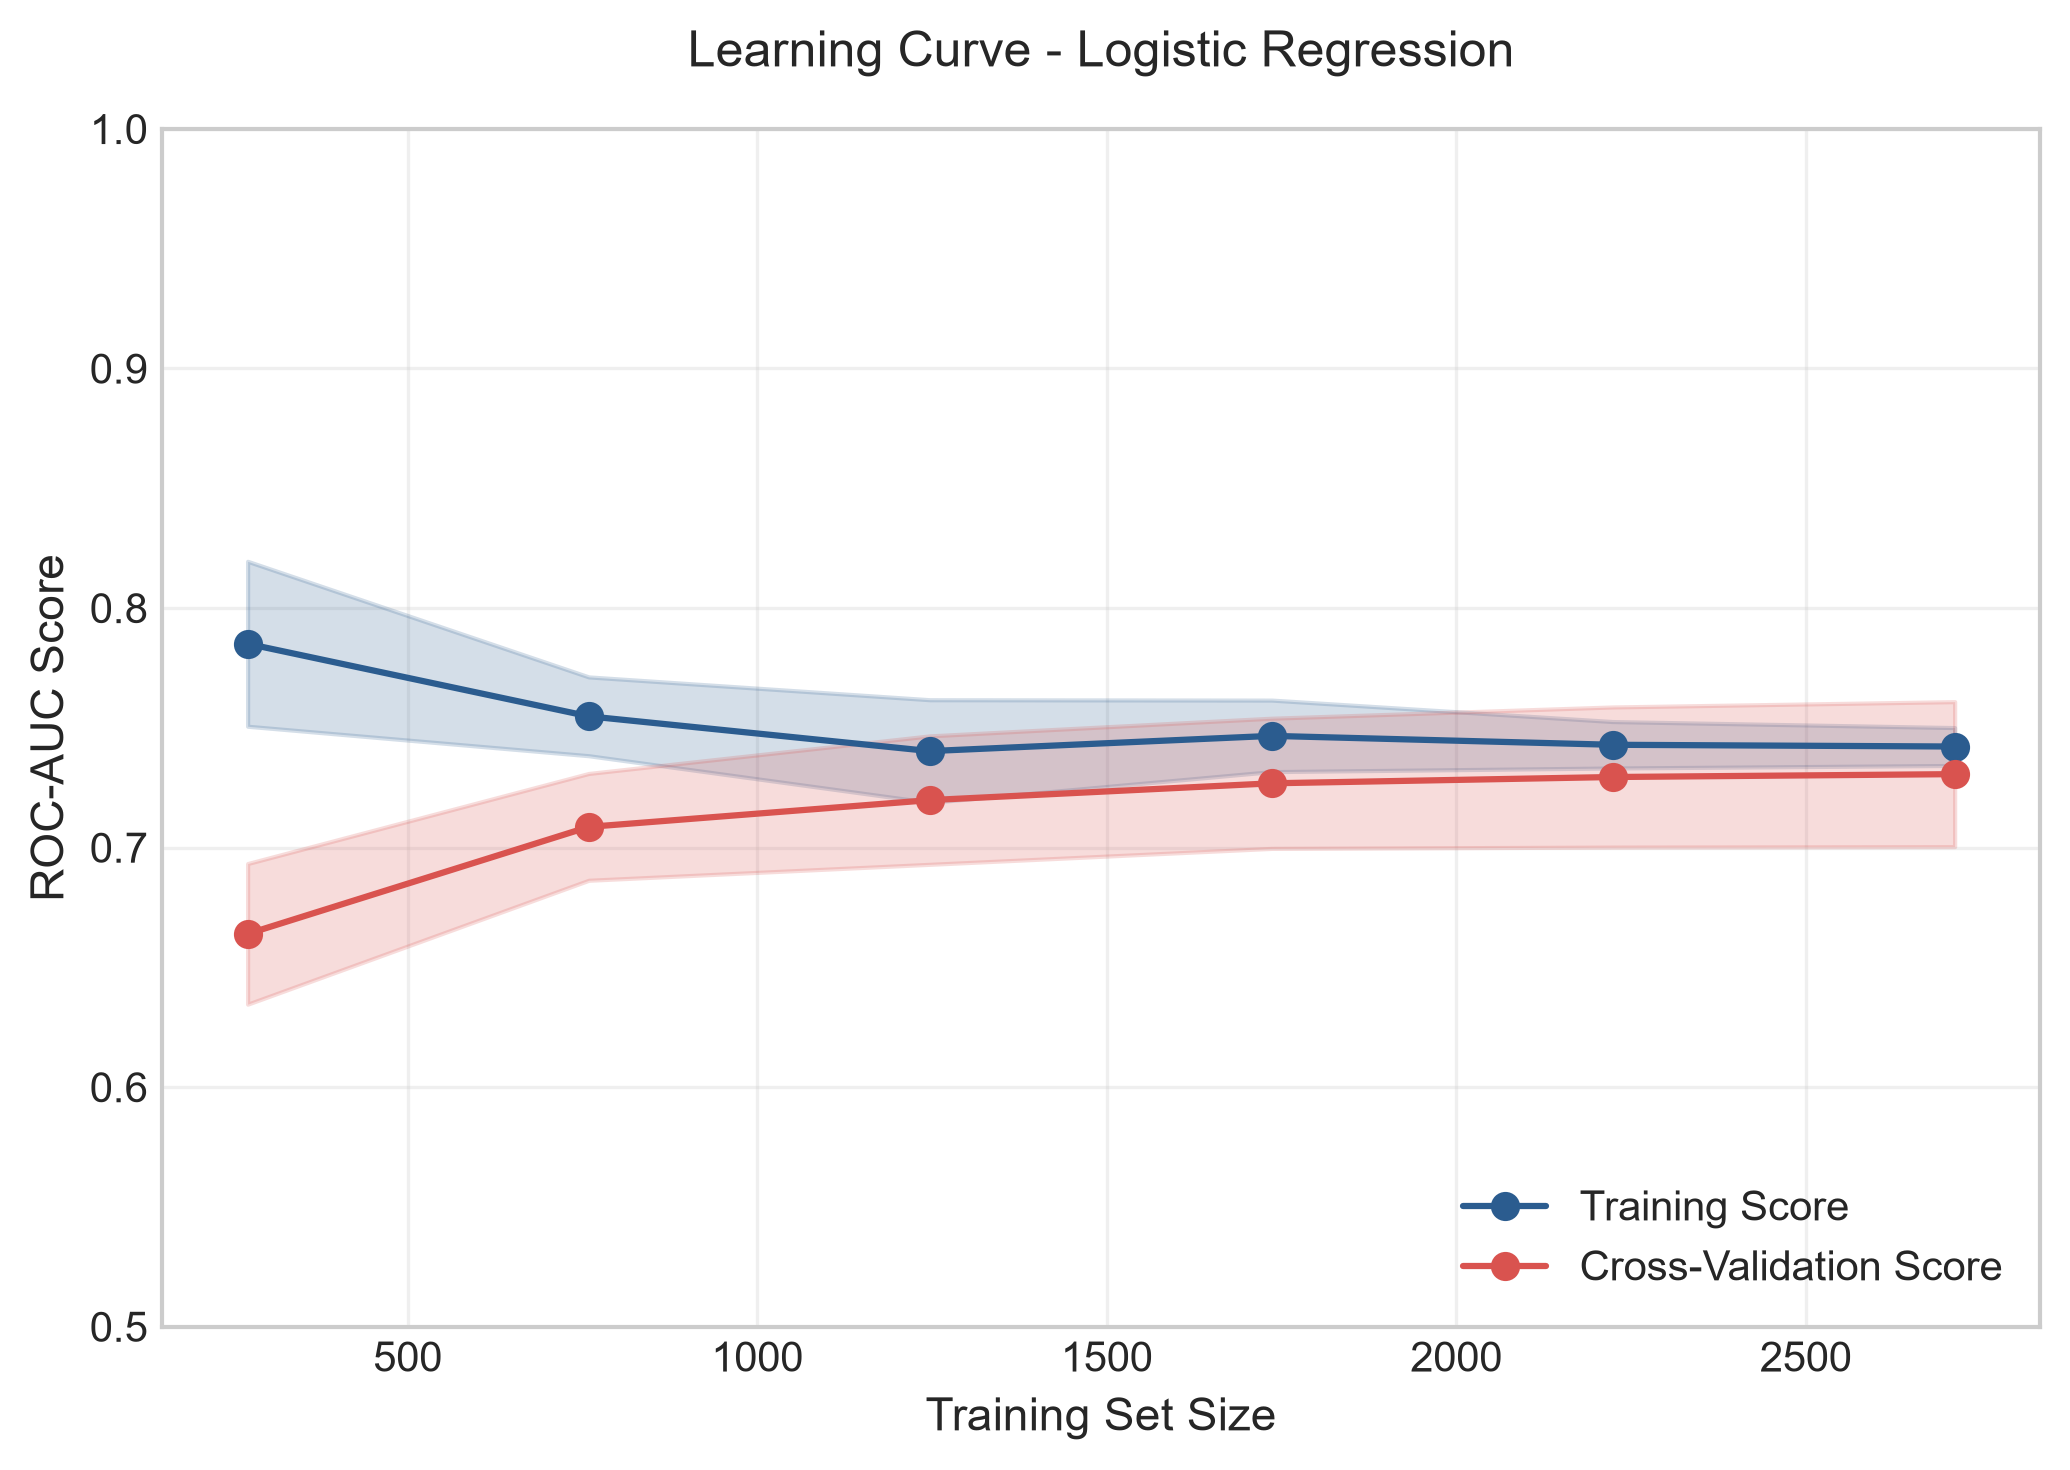 Learning Curve - Logistic Regression
1.0
0.9
0.8
0.7
0.6
0.5
ROC-AUC Score
Training Score
Cross-Validation Score
500 1000 1500 2000 2500
Training Set Size